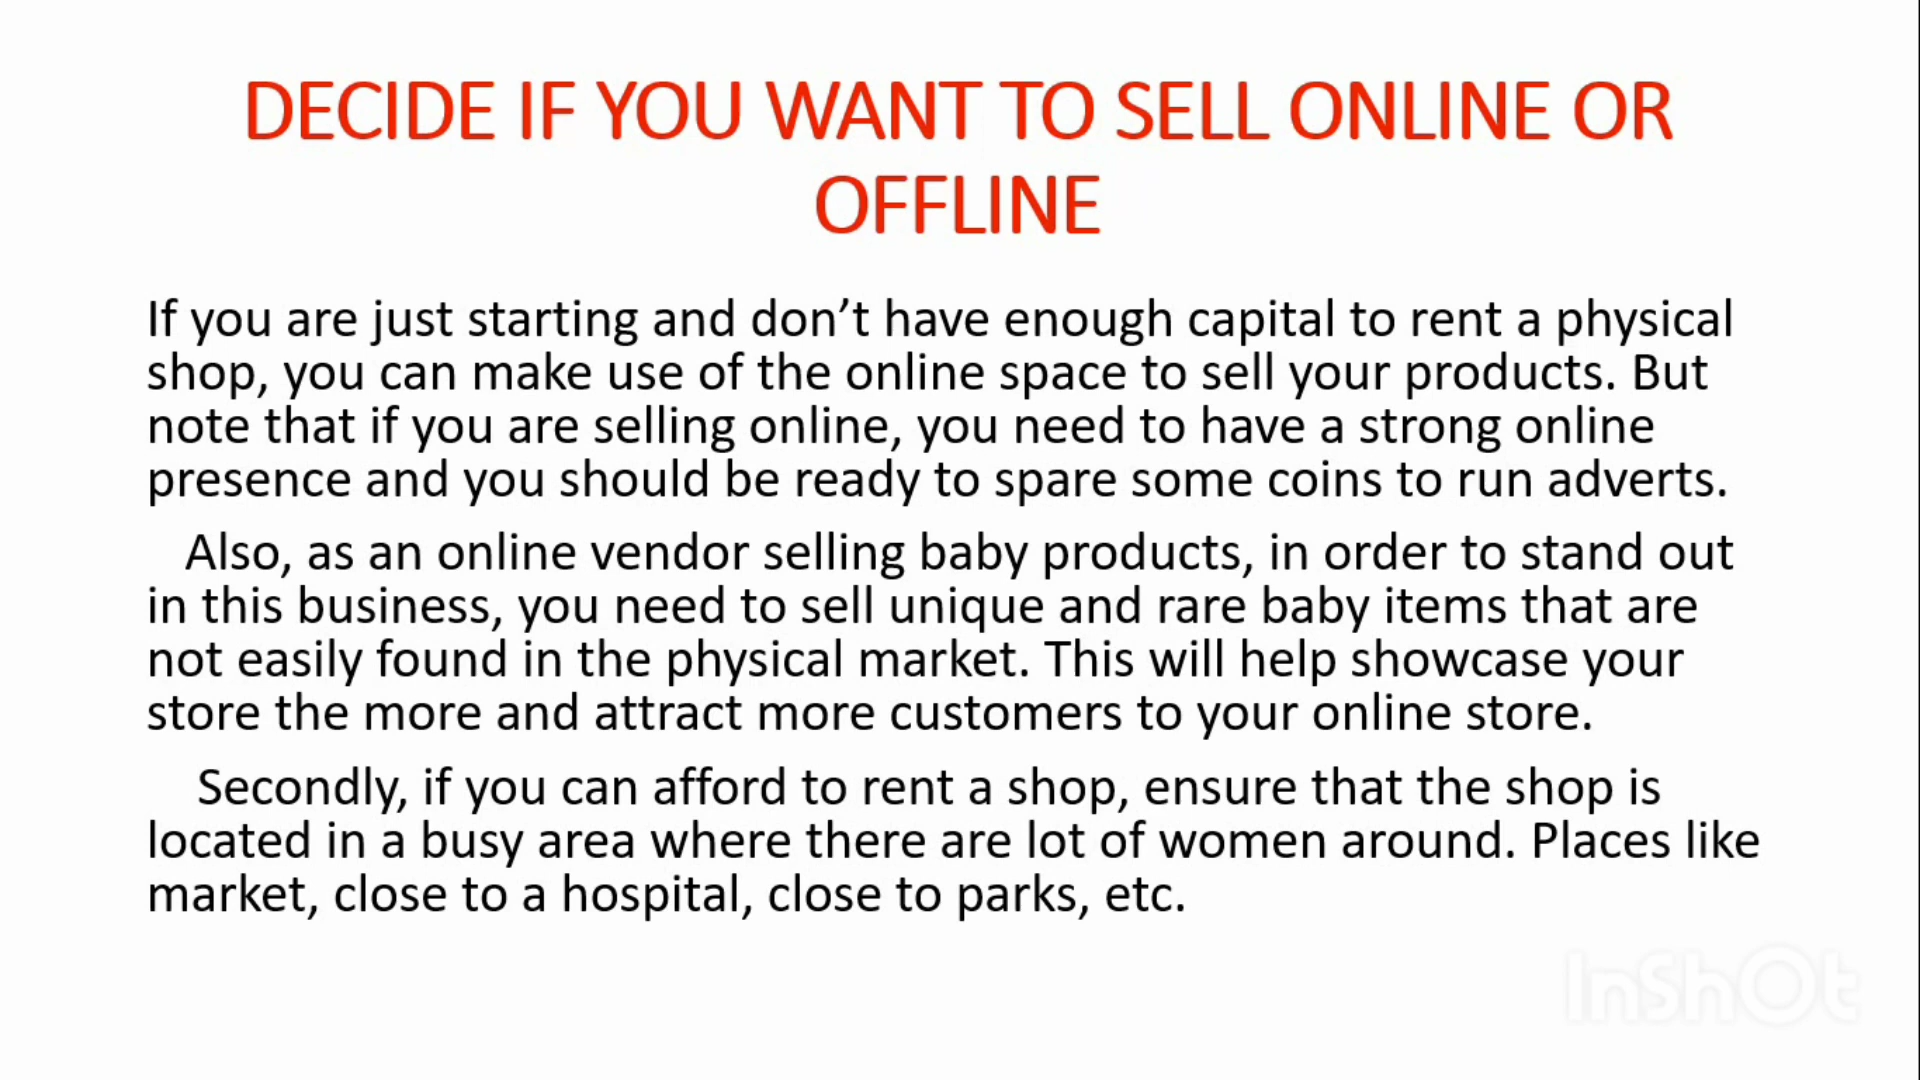 DECIDE IF YOU WANT TO SELL ONLINE OR
OFFLINE
If you are just starting and don’t have enough capital to rent a physical
shop, you can make use of the online space to sell your products. But
note that if you are selling online, you need to have a strong online
presence and you should be ready to spare some coins to run adverts.
Also, as an online vendor selling baby products, in order to stand out
in this business, you need to sell unique and rare baby items that are
not easily found in the physical market. This will help showcase your
store the more and attract more customers to your online store.
Secondly, if you can afford to rent a shop, ensure that the shop is
located in a busy area where there are lot of women around. Places like
market, close to a hospital, close to parks, etc.
InShOt